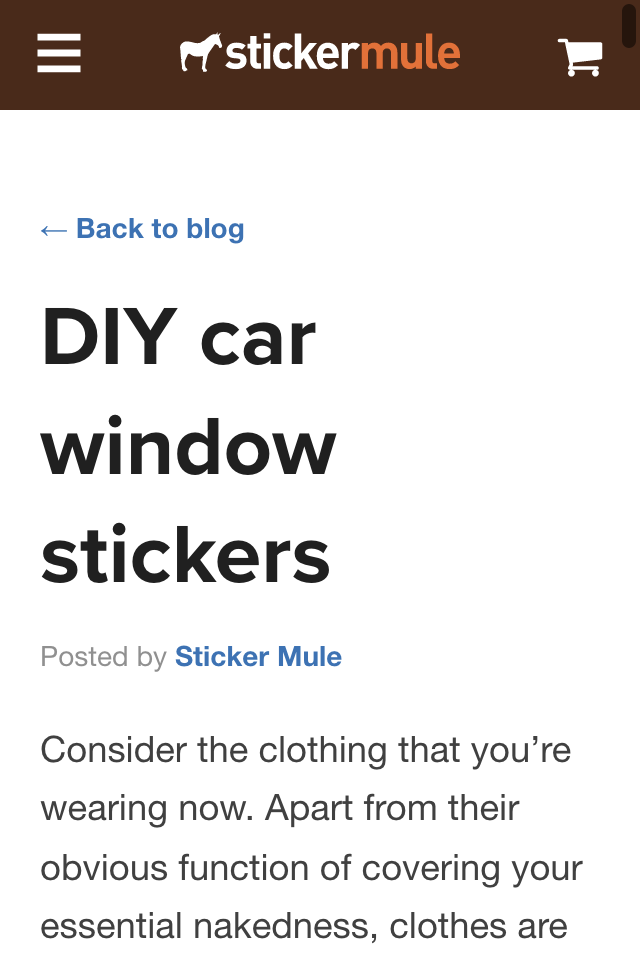 stickermule
← Back to blog
DIY car
window
stickers
Posted by Sticker Mule
Consider the clothing that you’re
wearing now. Apart from their
obvious function of covering your
essential nakedness, clothes are